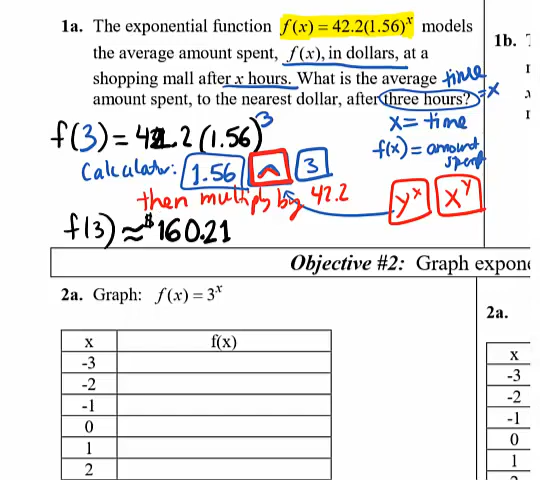 1a. The exponential function f(x) = 42.2(1.56)^x models
the average amount spent, f(x), in dollars, at a
shopping mall after x hours. What is the average time
amount spent, to the nearest dollar, after three hours? =x
1b.
x = time
f(3) = 42.2 (1.56)^3
f(x) = amount
spent
Calculator: 1.56 ^ 3
then multiply by 42.2
y^x x^y
f(3) ≈ $160.21
Objective #2: Graph expone
2a. Graph: f(x) = 3^x
2a.
x f(x)
-3
-2
-1
0
1
2
x
-3
-2
-1
0
1